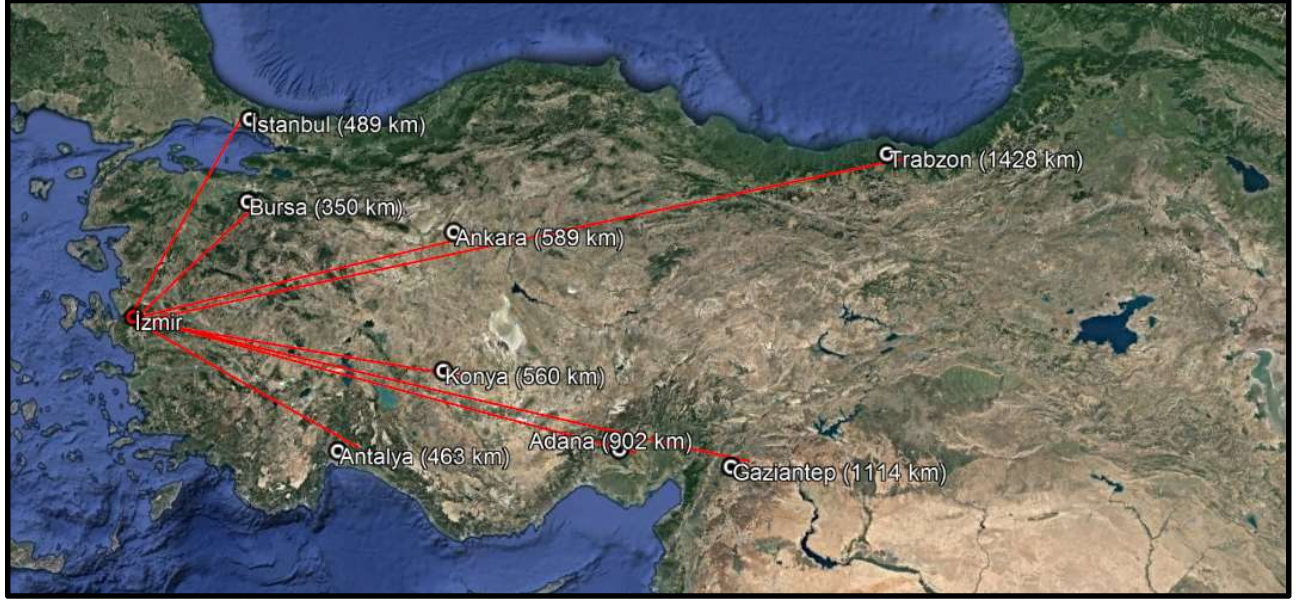 İstanbul (489 km)
Trabzon (1428 km)
Bursa (350 km)
Ankara (589 km)
İzmir
Konya (560 km)
Adana (902 km)
Antalya (463 km)
Gaziantep (1114 km)